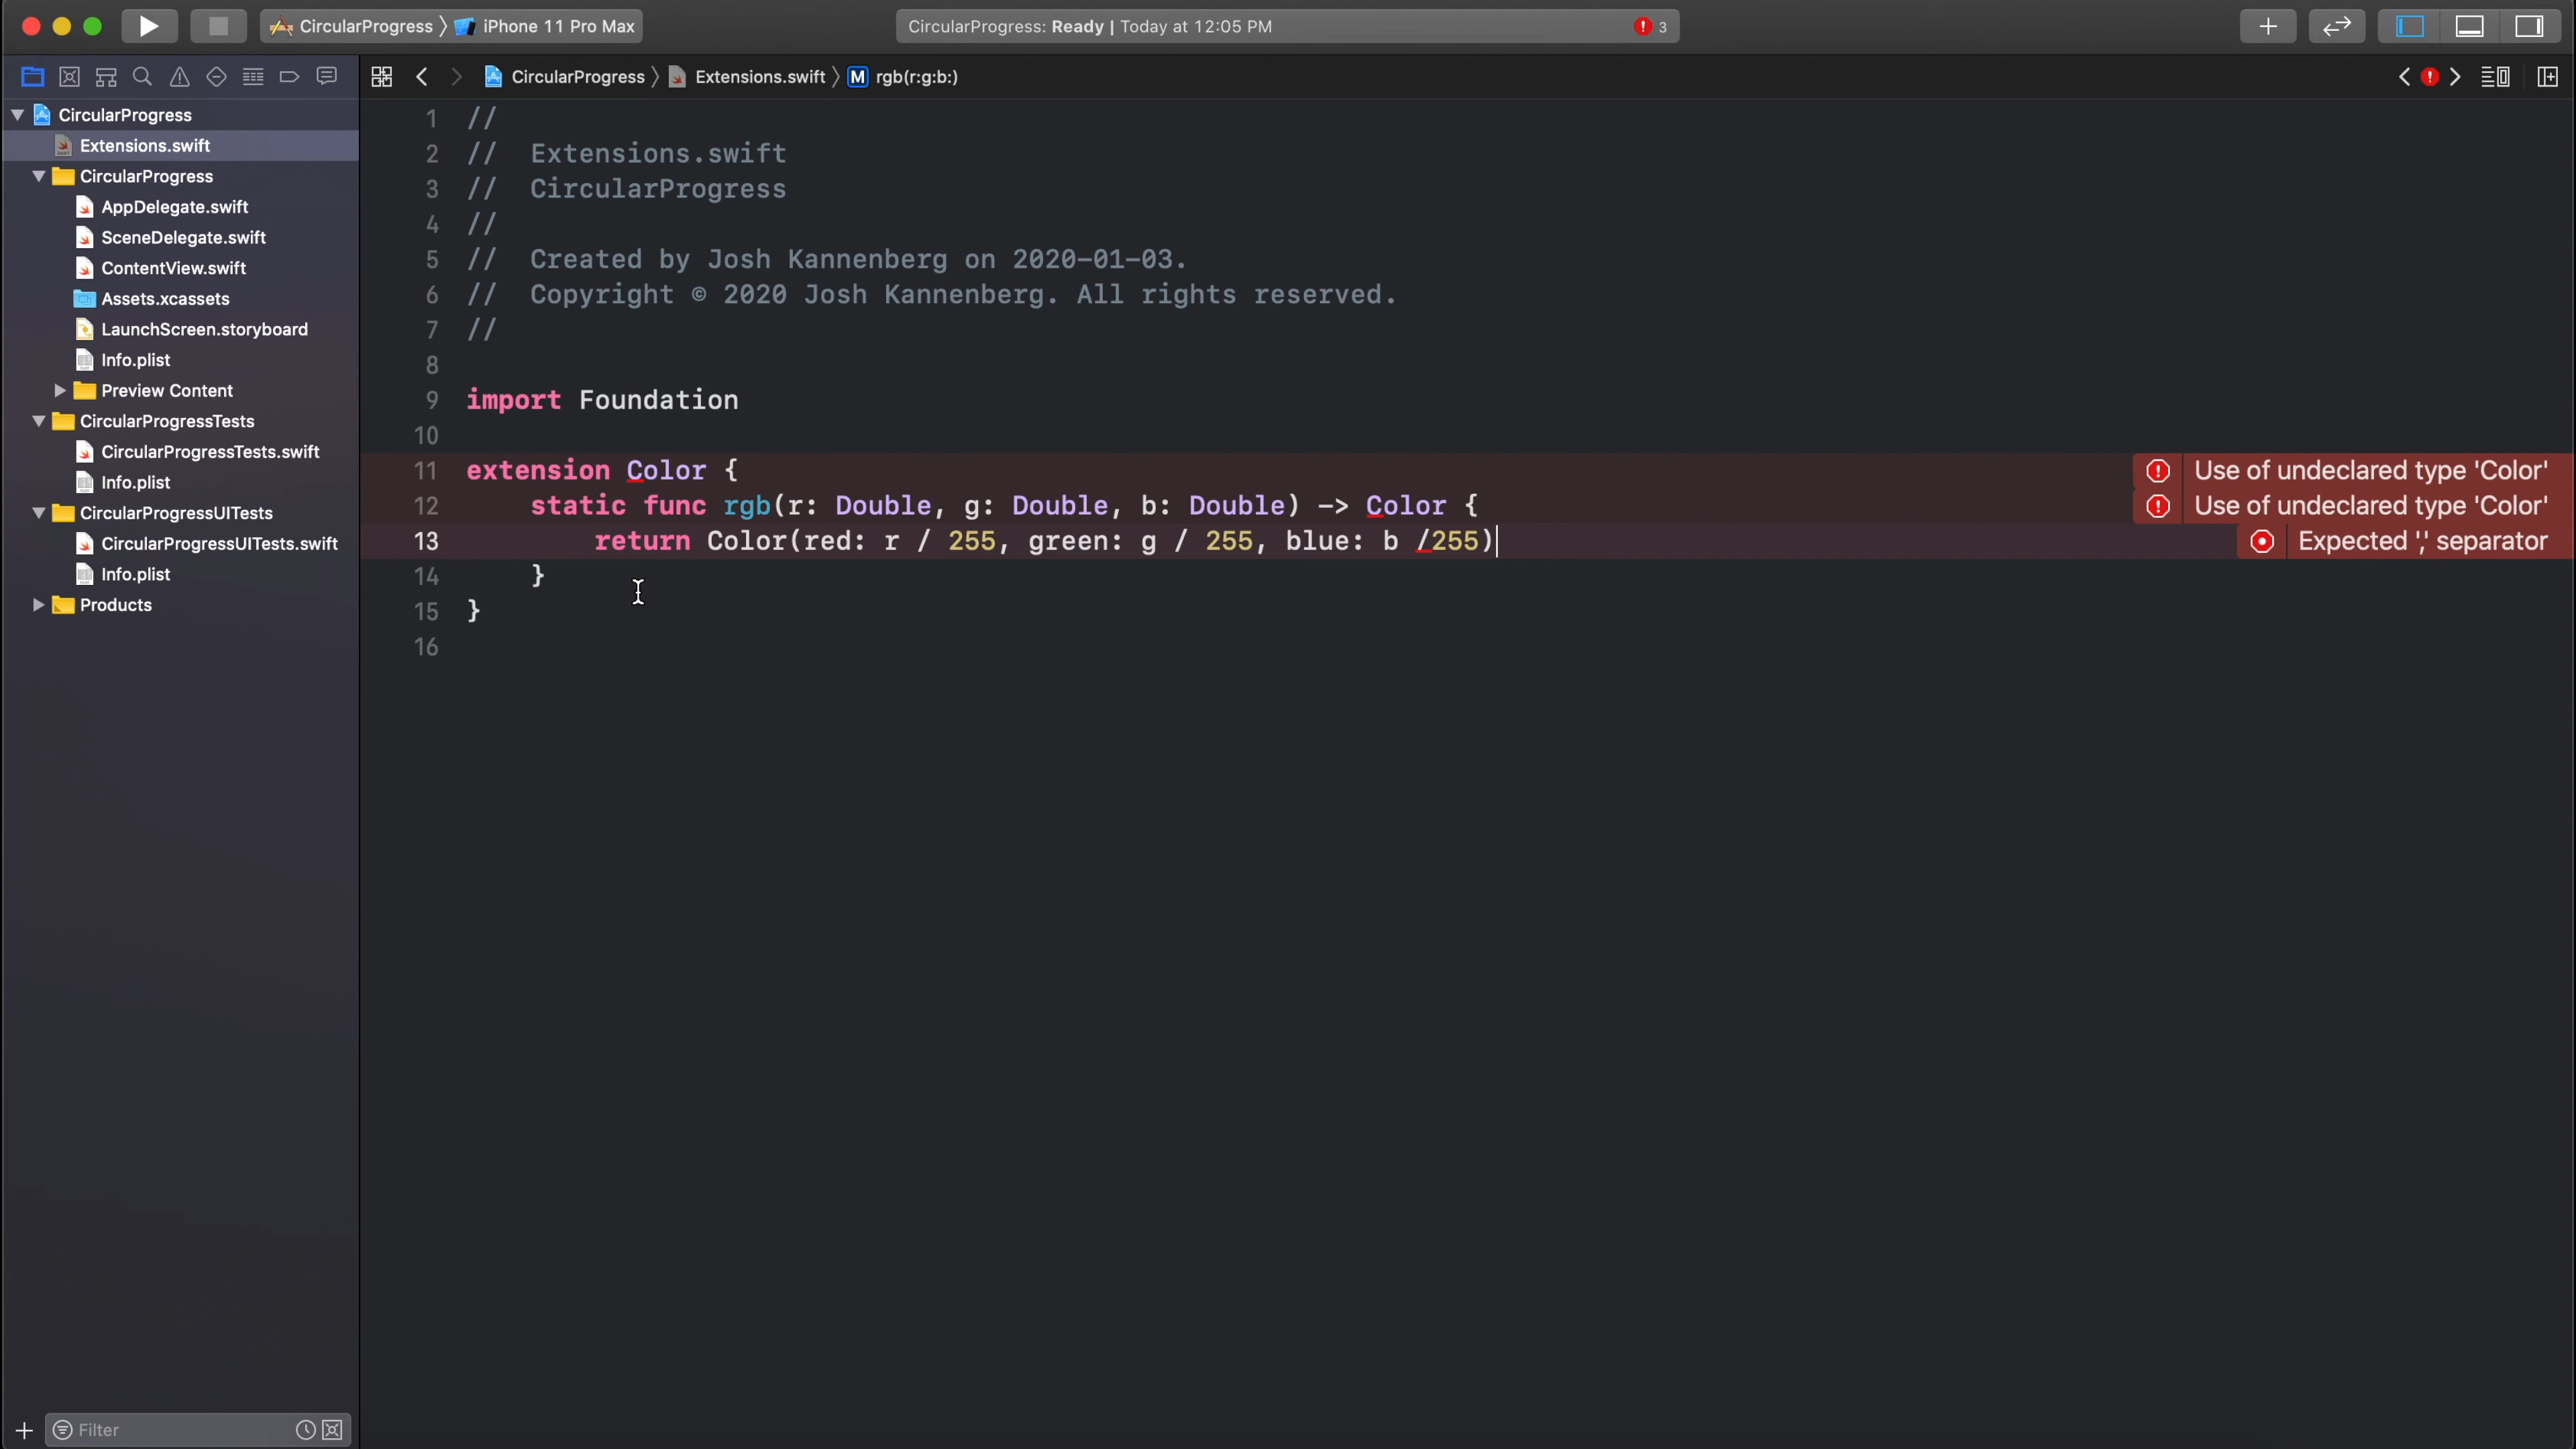 CircularProgress 〉 iPhone 11 Pro Max
CircularProgress: Ready | Today at 12:05 PM
3
CircularProgress 〉 Extensions.swift 〉 M rgb(r:g:b:)
CircularProgress
Extensions.swift
CircularProgress
AppDelegate.swift
SceneDelegate.swift
ContentView.swift
Assets.xcassets
LaunchScreen.storyboard
Info.plist
Preview Content
CircularProgressTests
CircularProgressTests.swift
Info.plist
CircularProgressUITests
CircularProgressUITests.swift
Info.plist
Products
Filter
1 //
2 //  Extensions.swift
3 //  CircularProgress
4 //
5 //  Created by Josh Kannenberg on 2020-01-03.
6 //  Copyright © 2020 Josh Kannenberg. All rights reserved.
7 //
8
9 import Foundation
10
11 extension Color { Use of undeclared type 'Color'
12     static func rgb(r: Double, g: Double, b: Double) -> Color { Use of undeclared type 'Color'
13         return Color(red: r / 255, green: g / 255, blue: b /255) Expected ',' separator
14     }
15 }
16